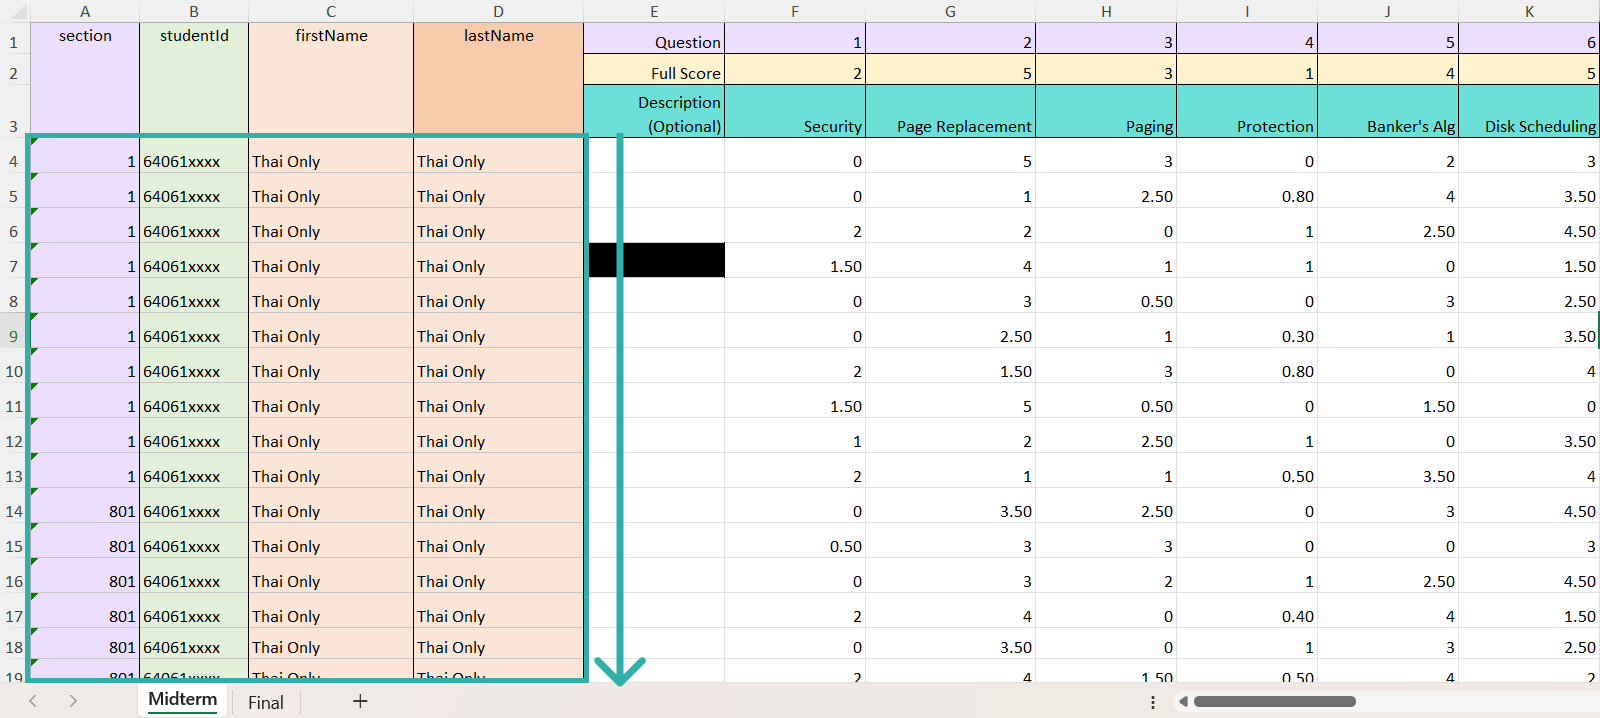 A B C D E F G H I J K
1 section studentId firstName lastName Question 1 2 3 4 5 6
2 Full Score 2 5 3 1 4 5
3 Description (Optional) Security Page Replacement Paging Protection Banker's Alg Disk Scheduling
4 1 64061xxxx Thai Only Thai Only 0 5 3 0 2 3
5 1 64061xxxx Thai Only Thai Only 0 1 2.50 0.80 4 3.50
6 1 64061xxxx Thai Only Thai Only 2 2 0 1 2.50 4.50
7 1 64061xxxx Thai Only Thai Only 1.50 4 1 1 0 1.50
8 1 64061xxxx Thai Only Thai Only 0 3 0.50 0 3 2.50
9 1 64061xxxx Thai Only Thai Only 0 2.50 1 0.30 1 3.50
10 1 64061xxxx Thai Only Thai Only 2 1.50 3 0.80 0 4
11 1 64061xxxx Thai Only Thai Only 1.50 5 0.50 0 1.50 0
12 1 64061xxxx Thai Only Thai Only 1 2 2.50 1 0 3.50
13 1 64061xxxx Thai Only Thai Only 2 1 1 0.50 3.50 4
14 801 64061xxxx Thai Only Thai Only 0 3.50 2.50 0 3 4.50
15 801 64061xxxx Thai Only Thai Only 0.50 3 3 0 0 3
16 801 64061xxxx Thai Only Thai Only 0 3 2 1 2.50 4.50
17 801 64061xxxx Thai Only Thai Only 2 4 0 0.40 4 1.50
18 801 64061xxxx Thai Only Thai Only 0 3.50 0 1 3 2.50
19 801 64061xxxx Thai Only Thai Only 2 4 1.50 0.50 4 2
Midterm Final +